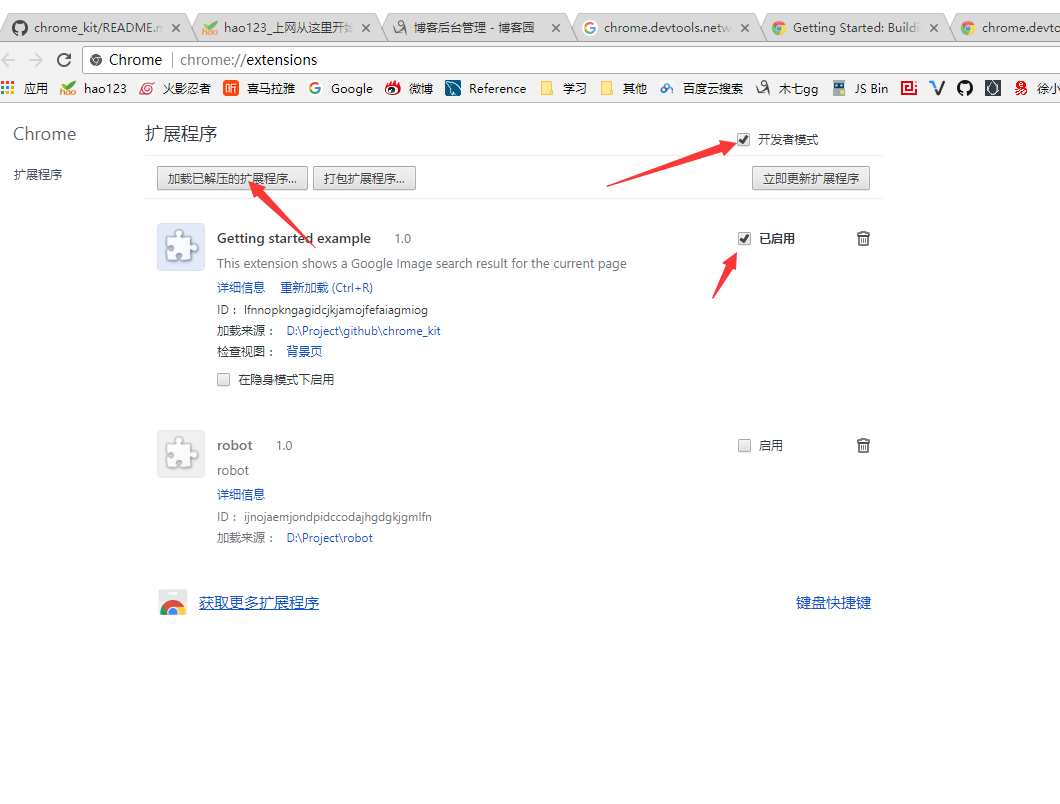 chrome_kit/README.m
hao123_上网从这里开始
博客后台管理 - 博客园
chrome.devtools.netw
Getting Started: Buildi
chrome.devto
Chrome
chrome://extensions
应用
hao123
火影忍者
喜马拉雅
Google
微博
Reference
学习
其他
百度云搜索
木七gg
JS Bin
徐小
Chrome
扩展程序
开发者模式
扩展程序
加载已解压的扩展程序...
打包扩展程序...
立即更新扩展程序
Getting started example 1.0
已启用
This extension shows a Google Image search result for the current page
详细信息 重新加载 (Ctrl+R)
ID： lfnnopkngagidcjkjamojfefaiagmiog
加载来源： D:\Project\github\chrome_kit
检查视图： 背景页
在隐身模式下启用
robot 1.0
启用
robot
详细信息
ID： ijnojaemjondpidccodajhgdgkjgmlfn
加载来源： D:\Project\robot
获取更多扩展程序
键盘快捷键